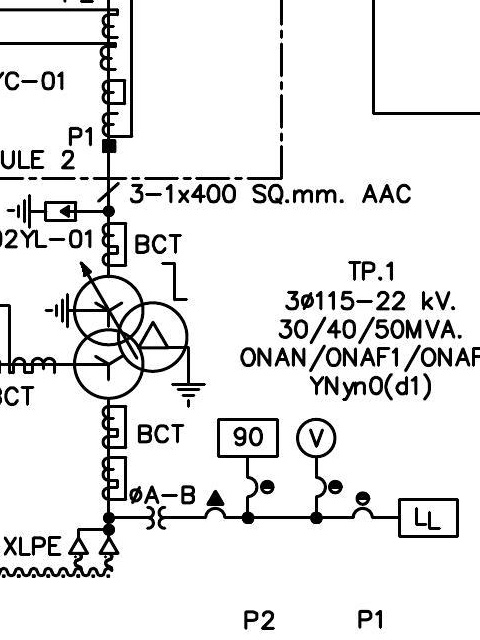 YC-01
P1
ULE 2
3-1x400 SQ.mm. AAC
02YL-01
BCT
TP.1
3ø115-22 kV.
30/40/50MVA.
ONAN/ONAF1/ONAF
YNyn0(d1)
BCT
BCT
90
V
øA-B
LL
XLPE
P2
P1